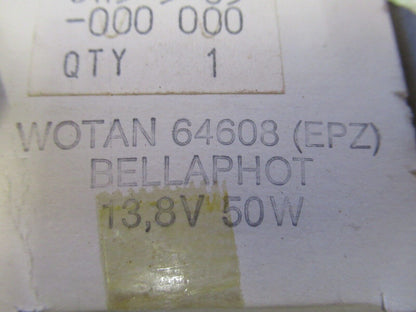 -000 000
QTY 1
WOTAN 64608 (EPZ)
BELLAPHOT
13,8V 50W